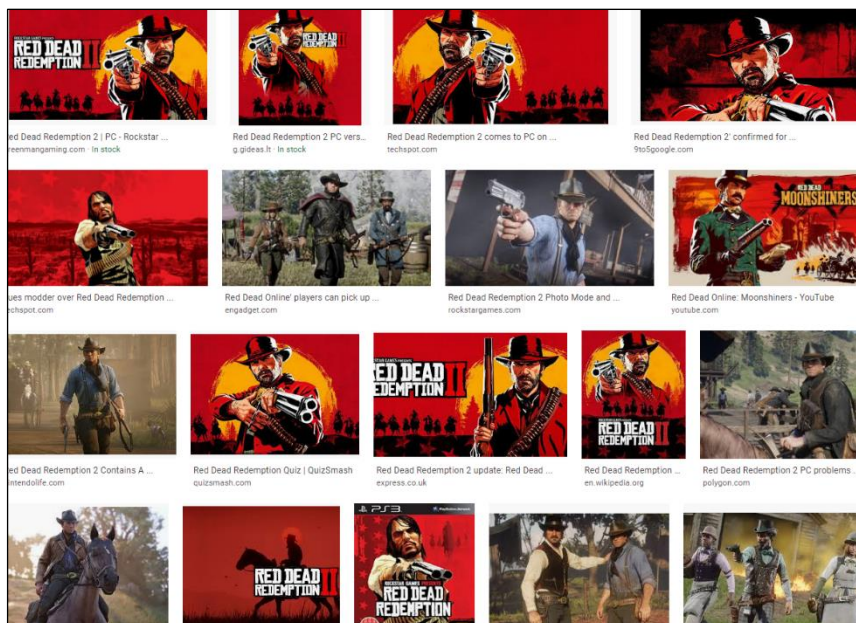 RED DEAD
REDEMPTION II
RED DEAD
REDEMPTION II
ed Dead Redemption 2 | PC - Rockstar ...
reenmangaming.com · In stock
Red Dead Redemption 2 PC vers...
g.gideas.lt · In stock
Red Dead Redemption 2 comes to PC on ...
techspot.com
Red Dead Redemption 2' confirmed for ...
9to5google.com
RED DEAD
MOONSHINERS
ues modder over Red Dead Redemption ...
echspot.com
Red Dead Online' players can pick up ...
engadget.com
Red Dead Redemption 2 Photo Mode and ...
rockstargames.com
Red Dead Online: Moonshiners - YouTube
youtube.com
RED DEAD
REDEMPTION II
RED DEAD
REDEMPTION II
ed Dead Redemption 2 Contains A ...
intendolife.com
Red Dead Redemption Quiz | QuizSmash
quizsmash.com
Red Dead Redemption 2 update: Red Dead ...
express.co.uk
Red Dead Redemption ...
en.wikipedia.org
Red Dead Redemption 2 PC problems ...
polygon.com
RED DEAD
REDEMPTION II
PS3
ROCKSTAR GAMES PRESENTS
RED DEAD
REDEMPTION